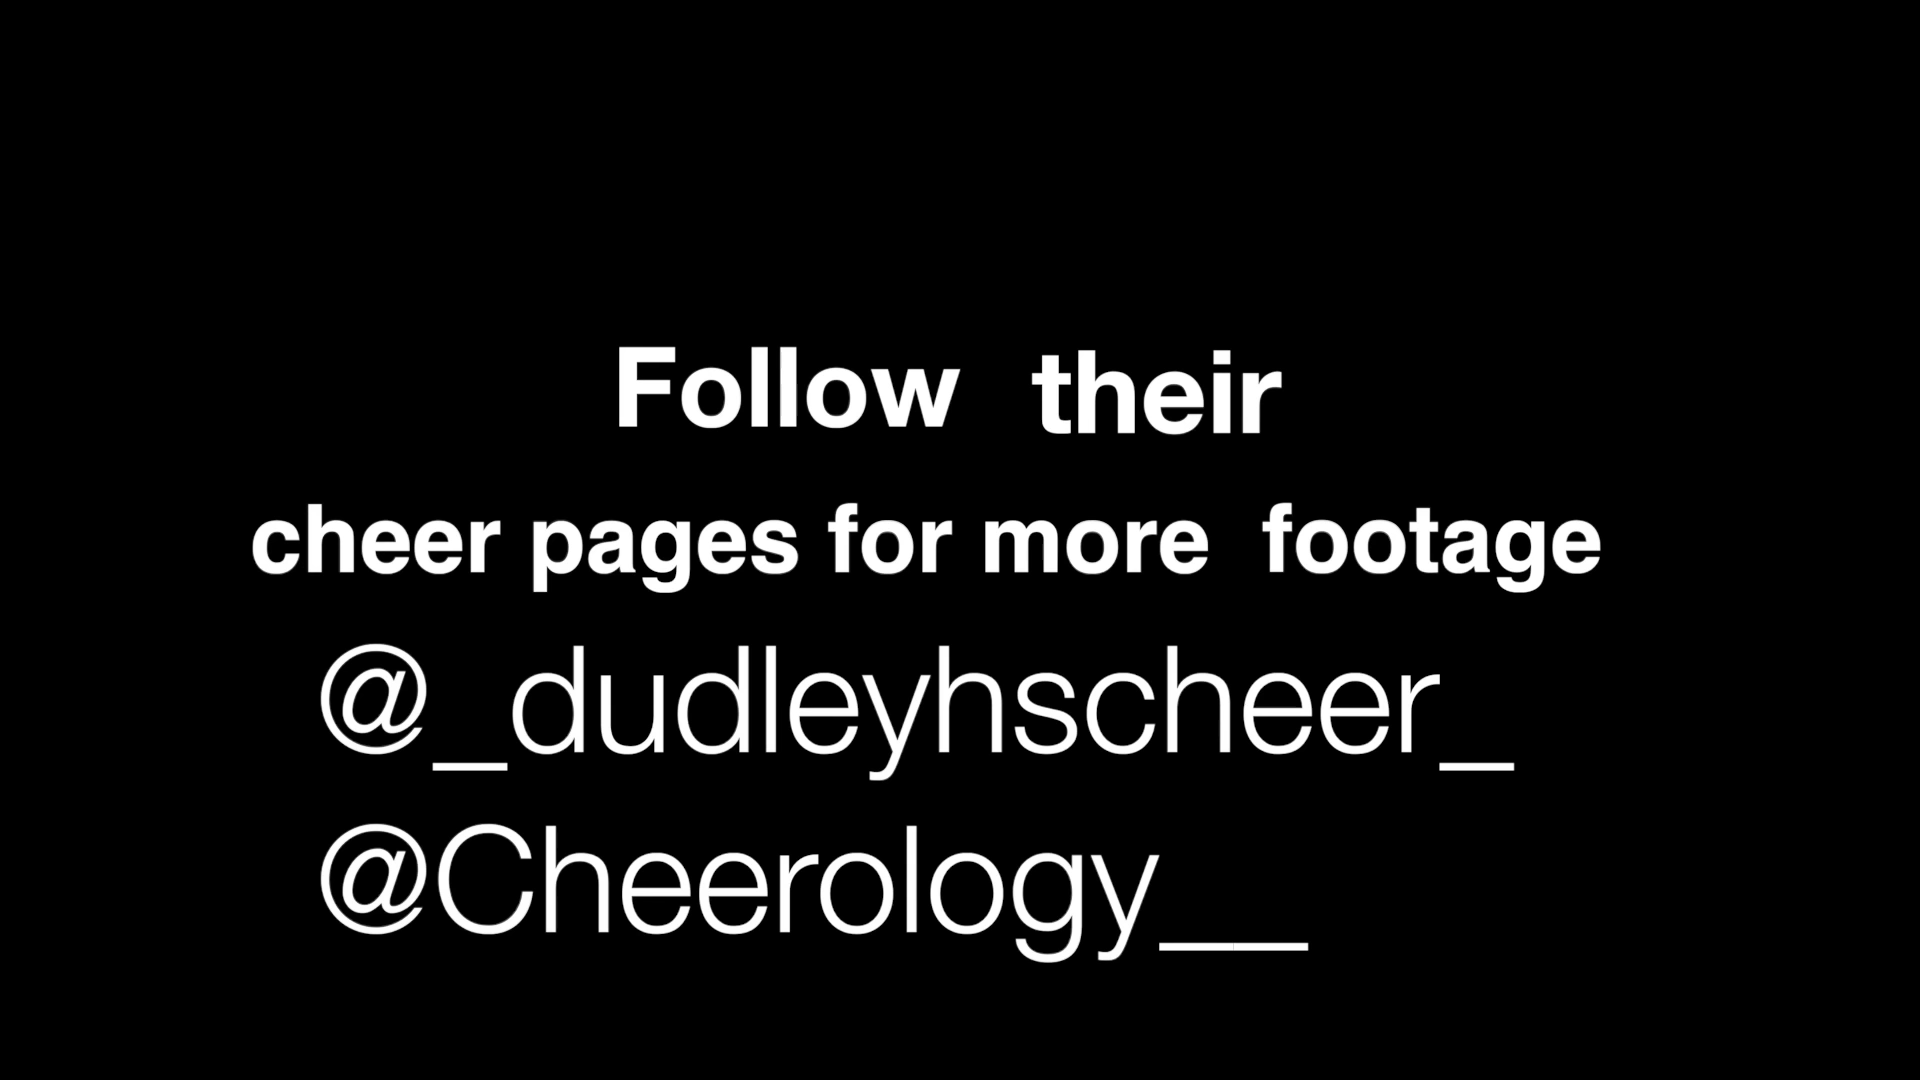 Follow their
cheer pages for more footage
@_dudleyhscheer_
@Cheerology__